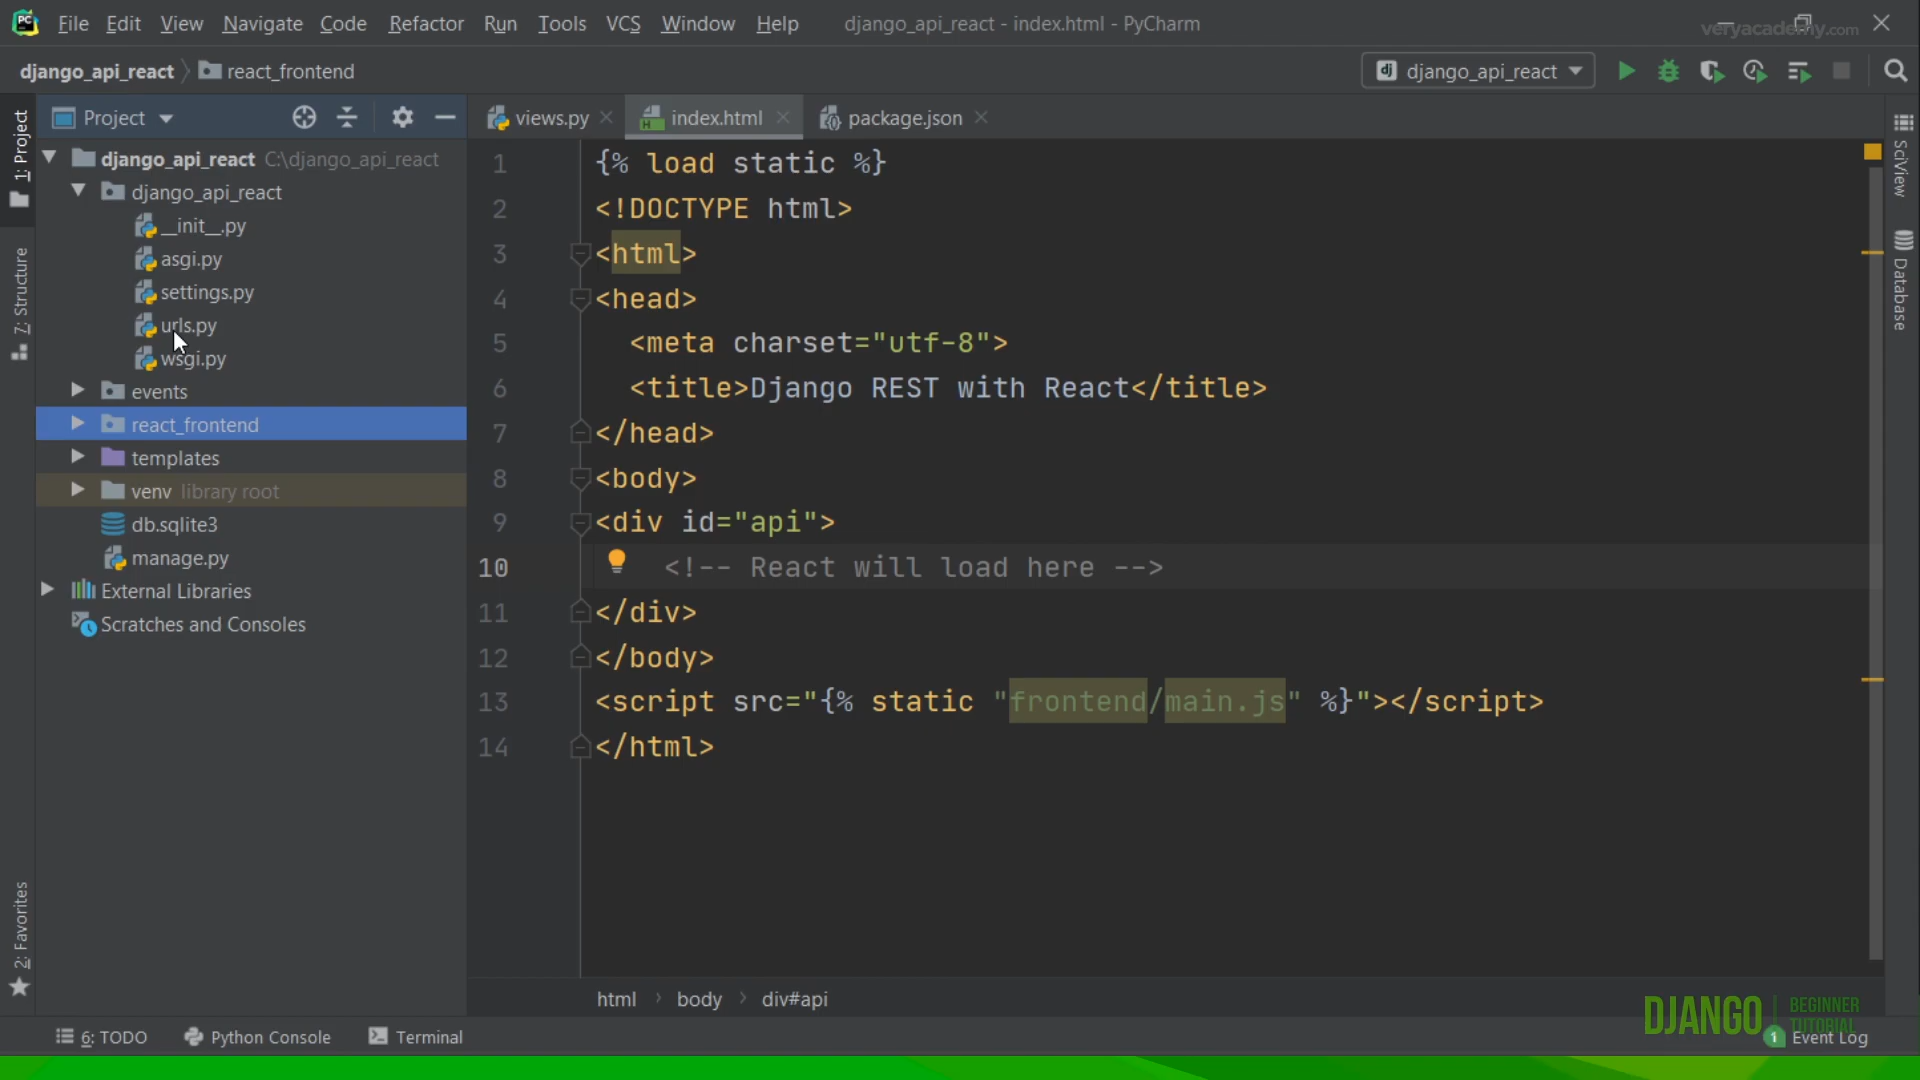 File Edit View Navigate Code Refactor Run Tools VCS Window Help django_api_react - index.html - PyCharm
veryacademy.com
django_api_react react_frontend
django_api_react
Project
views.py index.html package.json
1: Project
7: Structure
2: Favorites
django_api_react C:\django_api_react
django_api_react
__init__.py
asgi.py
settings.py
urls.py
wsgi.py
events
react_frontend
templates
venv library root
db.sqlite3
manage.py
External Libraries
Scratches and Consoles
1 {% load static %}
2 <!DOCTYPE html>
3 <html>
4 <head>
5 <meta charset="utf-8">
6 <title>Django REST with React</title>
7 </head>
8 <body>
9 <div id="api">
10 <!-- React will load here -->
11 </div>
12 </body>
13 <script src="{% static "frontend/main.js" %}"></script>
14 </html>
SciView
Database
html body div#api
DJANGO BEGINNER
TUTORIAL
6: TODO Python Console Terminal
1 Event Log